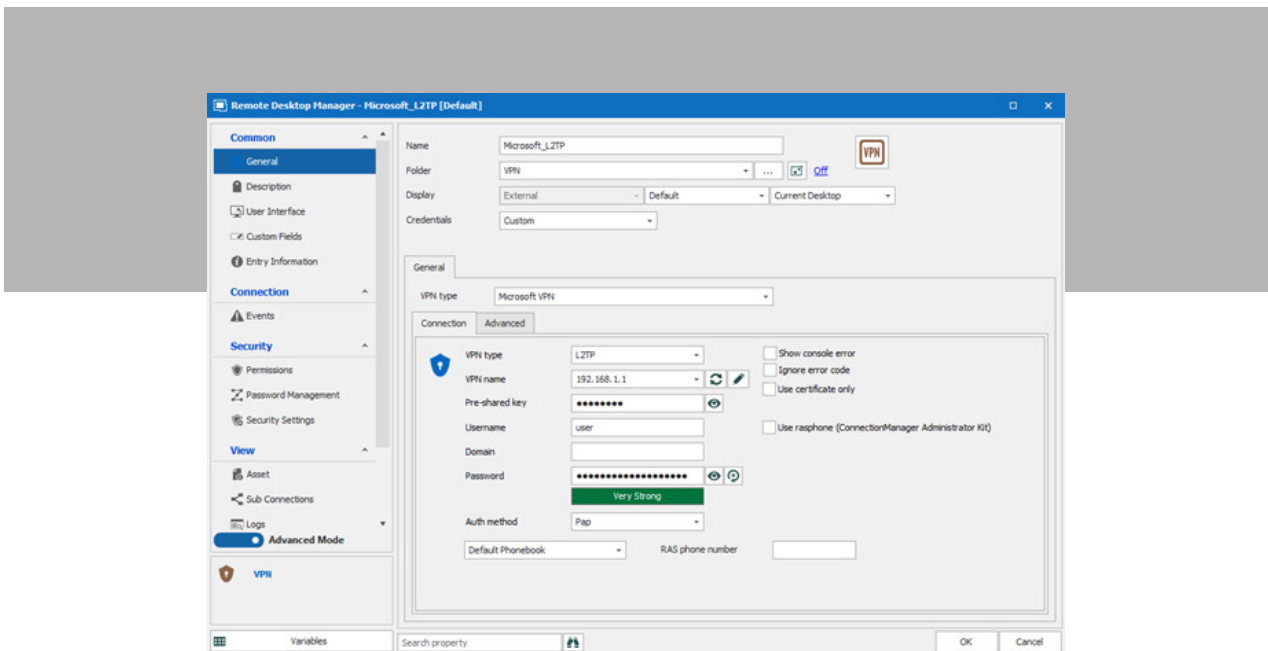 Remote Desktop Manager - Microsoft_L2TP [Default]
Common
General
Description
User Interface
Custom Fields
Entry Information
Connection
Events
Security
Permissions
Password Management
Security Settings
View
Asset
Sub Connections
Logs
Advanced Mode
VPN
Variables
Name Microsoft_L2TP
VPN
Folder VPN ... Off
Display External Default Current Desktop
Credentials Custom
General
VPN type Microsoft VPN
Connection Advanced
VPN type L2TP Show console error
Ignore error code
VPN name 192.168.1.1
Use certificate only
Pre-shared key ••••••••
Username user Use rasphone (ConnectionManager Administrator Kit)
Domain
Password •••••••••••••••••••
Very Strong
Auth method Pap
Default Phonebook RAS phone number
Search property OK Cancel